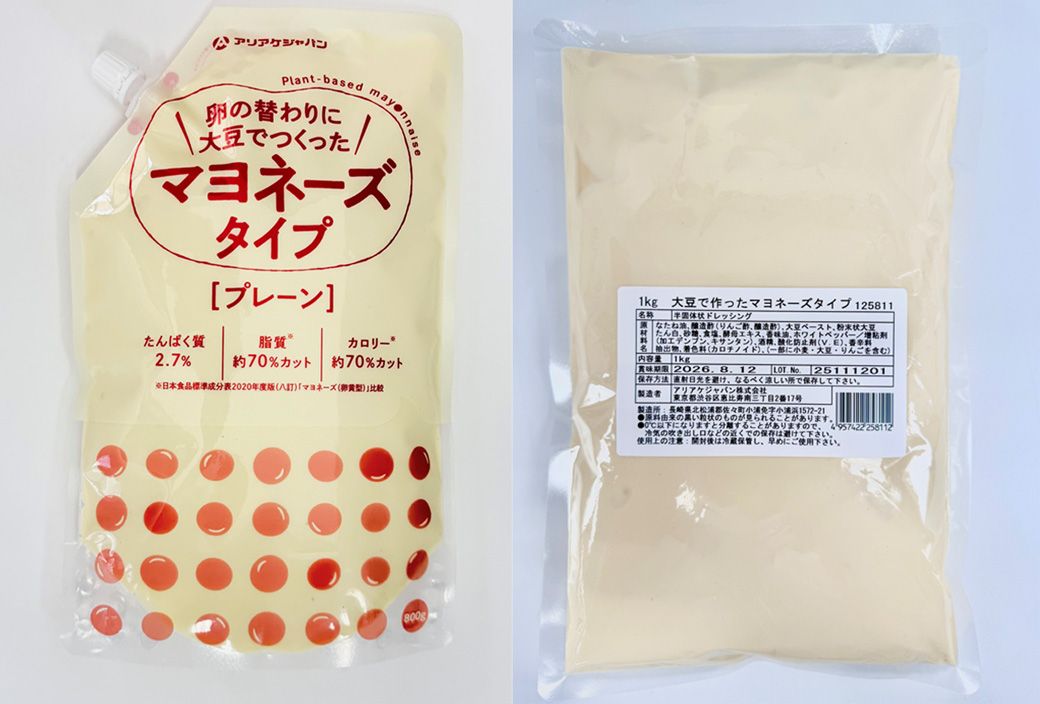 アリアケジャパン
Plant-based mayonnaise
卵の替わりに
大豆でつくった
マヨネーズ
タイプ
[プレーン]
たんぱく質
2.7%
脂質※
約70%カット
カロリー※
約70%カット
※日本食品標準成分表2020年度版(八訂)「マヨネーズ(卵黄型)」比較
800g
1kg 大豆で作ったマヨネーズタイプ 125811
名称 半固体状ドレッシング
原材料名 なたね油、醸造酢(りんご酢、醸造酢)、大豆ペースト、粉末状大豆
たん白、砂糖、食塩、酵母エキス、香味油、ホワイトペッパー/増粘剤
(加工デンプン、キサンタン)、酒精、酸化防止剤(V.E)、香辛料
抽出物、着色料(カロチノイド)、(一部に小麦・大豆・りんごを含む)
内容量 1kg
賞味期限 2026.8.12 LOT.No. 25111201
保存方法 直射日光を避け、なるべく涼しい所で保存して下さい。
製造者 アリアケジャパン株式会社
東京都渋谷区恵比寿南三丁目2番17号
製造所:長崎県北松浦郡佐々町小浦免字小浦浜1572-21
●原料由来の黒い粒状のものが見られることがあります。
●0℃以下になりますと分離することがありますので、
冷気の吹き出し口などの近くでの保存は避けて下さい。
使用上の注意:開封後は冷蔵保管し、早めにご使用下さい。
4957422258112